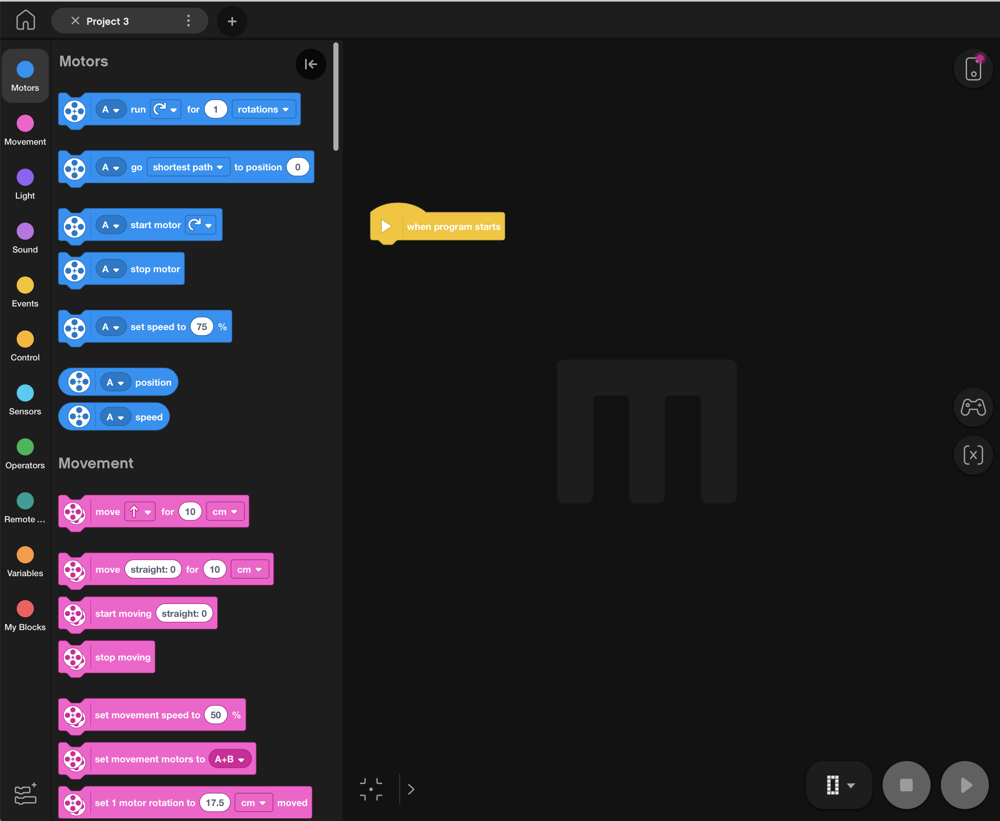 Project 3
Motors
Movement
Light
Sound
Events
Control
Sensors
Operators
Remote ...
Variables
My Blocks
Motors
A run for 1 rotations
A go shortest path to position 0
A start motor
A stop motor
A set speed to 75 %
A position
A speed
Movement
move for 10 cm
move straight: 0 for 10 cm
start moving straight: 0
stop moving
set movement speed to 50 %
set movement motors to A+B
set 1 motor rotation to 17.5 cm moved
when program starts